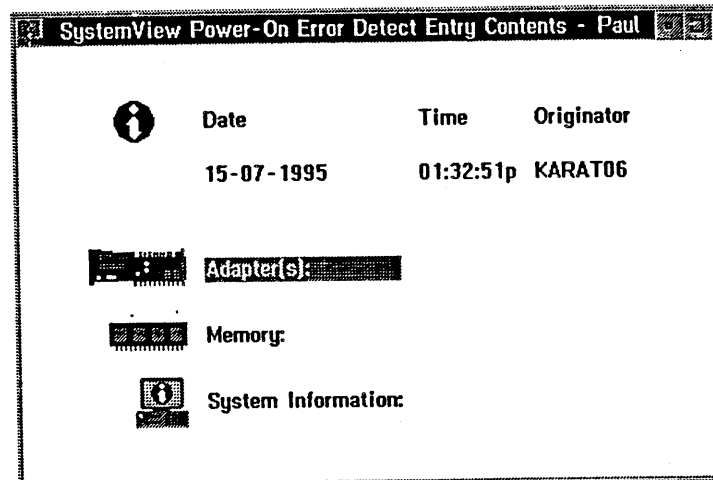 SystemView Power-On Error Detect Entry Contents - Paul
Date Time Originator
15-07-1995 01:32:51p KARAT06
Adapter(s):
Memory:
System Information: